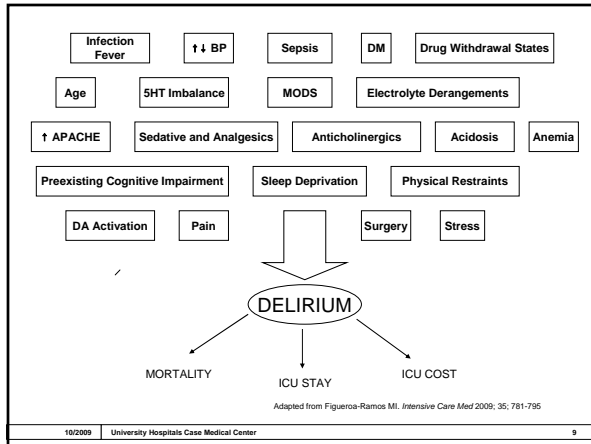 Infection
Fever
↑↓ BP
Sepsis
DM
Drug Withdrawal States
Age
5HT Imbalance
MODS
Electrolyte Derangements
↑ APACHE
Sedative and Analgesics
Anticholinergics
Acidosis
Anemia
Preexisting Cognitive Impairment
Sleep Deprivation
Physical Restraints
DA Activation
Pain
Surgery
Stress
DELIRIUM
MORTALITY
ICU STAY
ICU COST
Adapted from Figueroa-Ramos MI. Intensive Care Med 2009; 35; 781-795
10/2009 University Hospitals Case Medical Center 9